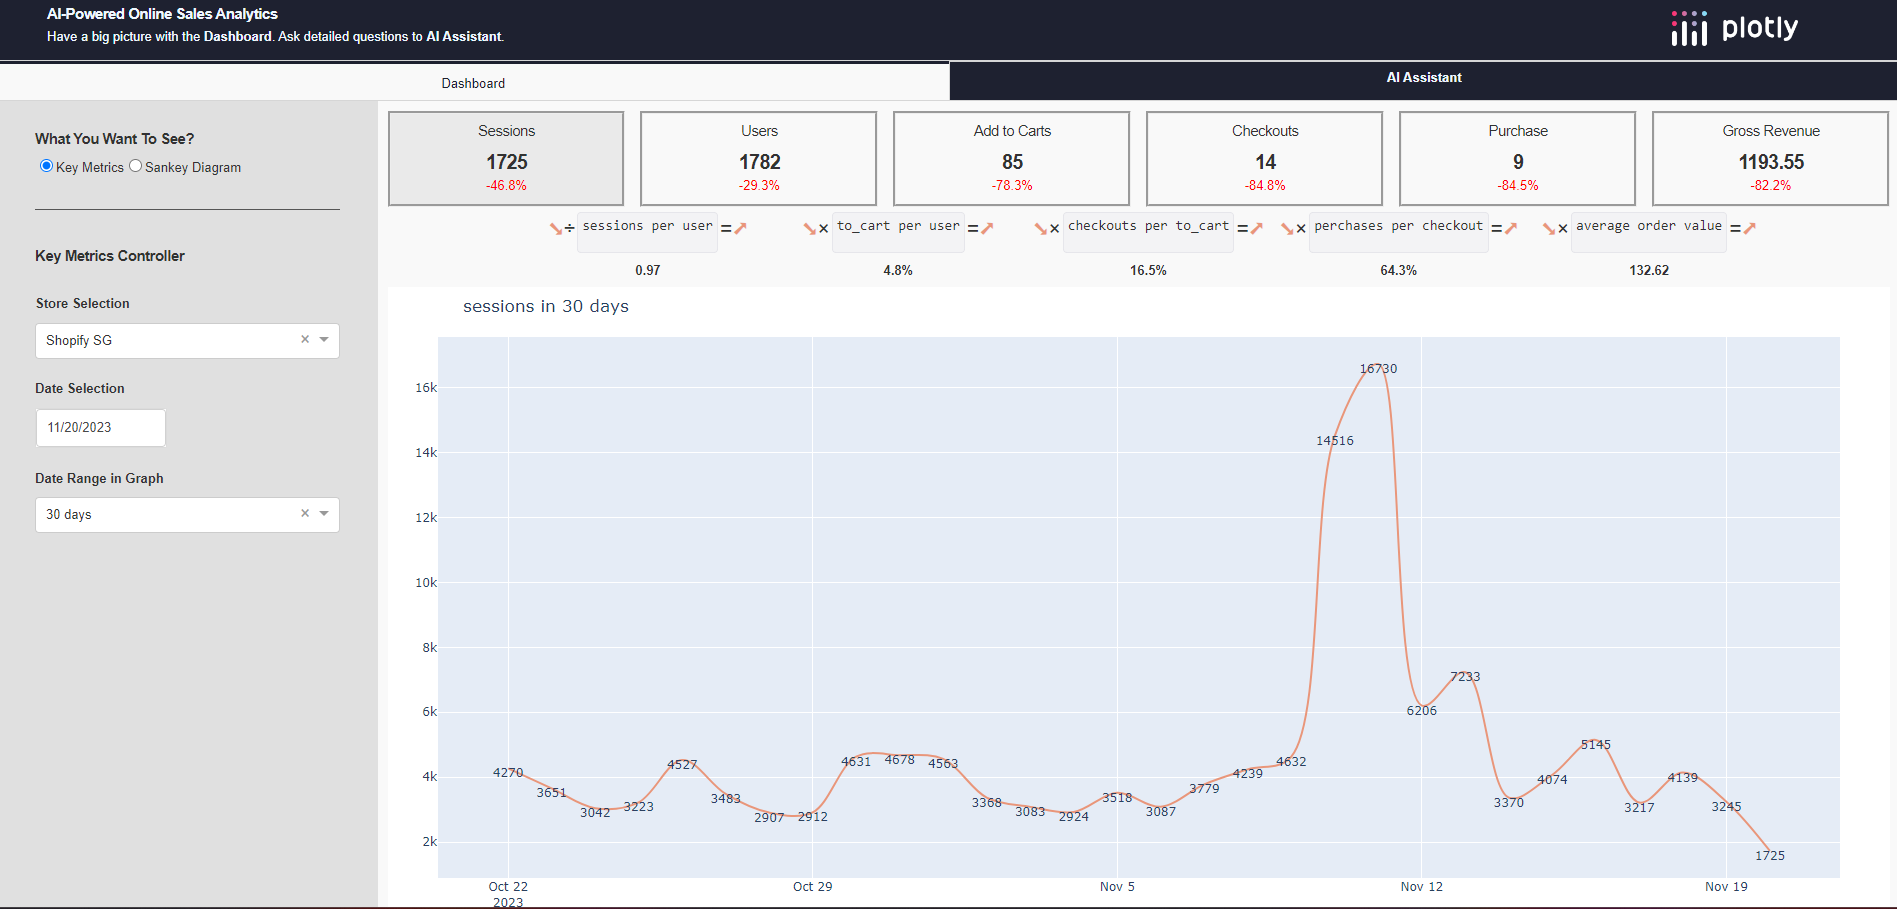 AI-Powered Online Sales Analytics
Have a big picture with the Dashboard. Ask detailed questions to AI Assistant.
plotly
Dashboard
AI Assistant
What You Want To See?
Key Metrics Sankey Diagram
Key Metrics Controller
Store Selection
Shopify SG ×
Date Selection
11/20/2023
Date Range in Graph
30 days ×
Sessions
1725
-46.8%
Users
1782
-29.3%
Add to Carts
85
-78.3%
Checkouts
14
-84.8%
Purchase
9
-84.5%
Gross Revenue
1193.55
-82.2%
÷ sessions per user =
0.97
× to_cart per user =
4.8%
× checkouts per to_cart =
16.5%
× purchases per checkout =
64.3%
× average order value =
132.62
sessions in 30 days
16k
14k
12k
10k
8k
6k
4k
2k
4270
3651
3042
3223
4527
3483
2907
2912
4631
4678
4563
3368
3083
2924
3518
3087
3779
4239
4632
14516
16730
6206
7233
3370
4074
5145
3217
4139
3245
1725
Oct 22
2023
Oct 29
Nov 5
Nov 12
Nov 19